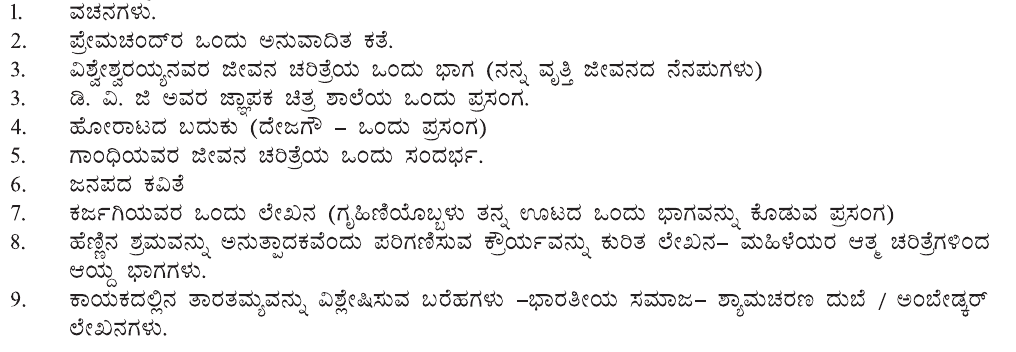 1. ವಚನಗಳು.
2. ಪ್ರೇಮಚಂದ್‌ರ ಒಂದು ಅನುವಾದಿತ ಕತೆ.
3. ವಿಶ್ವೇಶ್ವರಯ್ಯನವರ ಜೀವನ ಚರಿತ್ರೆಯ ಒಂದು ಭಾಗ (ನನ್ನ ವೃತ್ತಿ ಜೀವನದ ನೆನಪುಗಳು)
3. ಡಿ. ವಿ. ಜಿ ಅವರ ಜ್ಞಾಪಕ ಚಿತ್ರ ಶಾಲೆಯ ಒಂದು ಪ್ರಸಂಗ.
4. ಹೋರಾಟದ ಬದುಕು (ದೇಜಗೌ – ಒಂದು ಪ್ರಸಂಗ)
5. ಗಾಂಧಿಯವರ ಜೀವನ ಚರಿತ್ರೆಯ ಒಂದು ಸಂದರ್ಭ.
6. ಜನಪದ ಕವಿತೆ
7. ಕರ್ಜಗಿಯವರ ಒಂದು ಲೇಖನ (ಗೃಹಿಣಿಯೊಬ್ಬಳು ತನ್ನ ಊಟದ ಒಂದು ಭಾಗವನ್ನು ಕೊಡುವ ಪ್ರಸಂಗ)
8. ಹೆಣ್ಣಿನ ಶ್ರಮವನ್ನು ಅನುತ್ಪಾದಕವೆಂದು ಪರಿಗಣಿಸುವ ಕ್ರೌರ್ಯವನ್ನು ಕುರಿತ ಲೇಖನ– ಮಹಿಳೆಯರ ಆತ್ಮ ಚರಿತ್ರೆಗಳಿಂದ
ಆಯ್ದ ಭಾಗಗಳು.
9. ಕಾಯಕದಲ್ಲಿನ ತಾರತಮ್ಯವನ್ನು ವಿಶ್ಲೇಷಿಸುವ ಬರೆಹಗಳು –ಭಾರತೀಯ ಸಮಾಜ– ಶ್ಯಾಮಚರಣ ದುಬೆ / ಅಂಬೇಡ್ಕರ್
ಲೇಖನಗಳು.